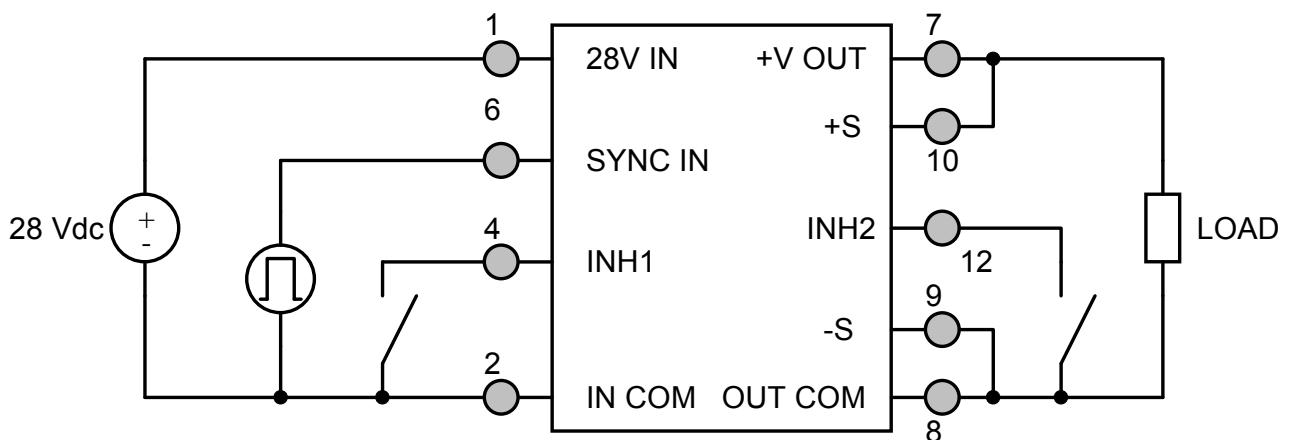 1
28V IN
+V OUT
7
6
+S
10
SYNC IN
28 Vdc
+
-
4
INH1
INH2
12
LOAD
9
-S
2
IN COM
OUT COM
8